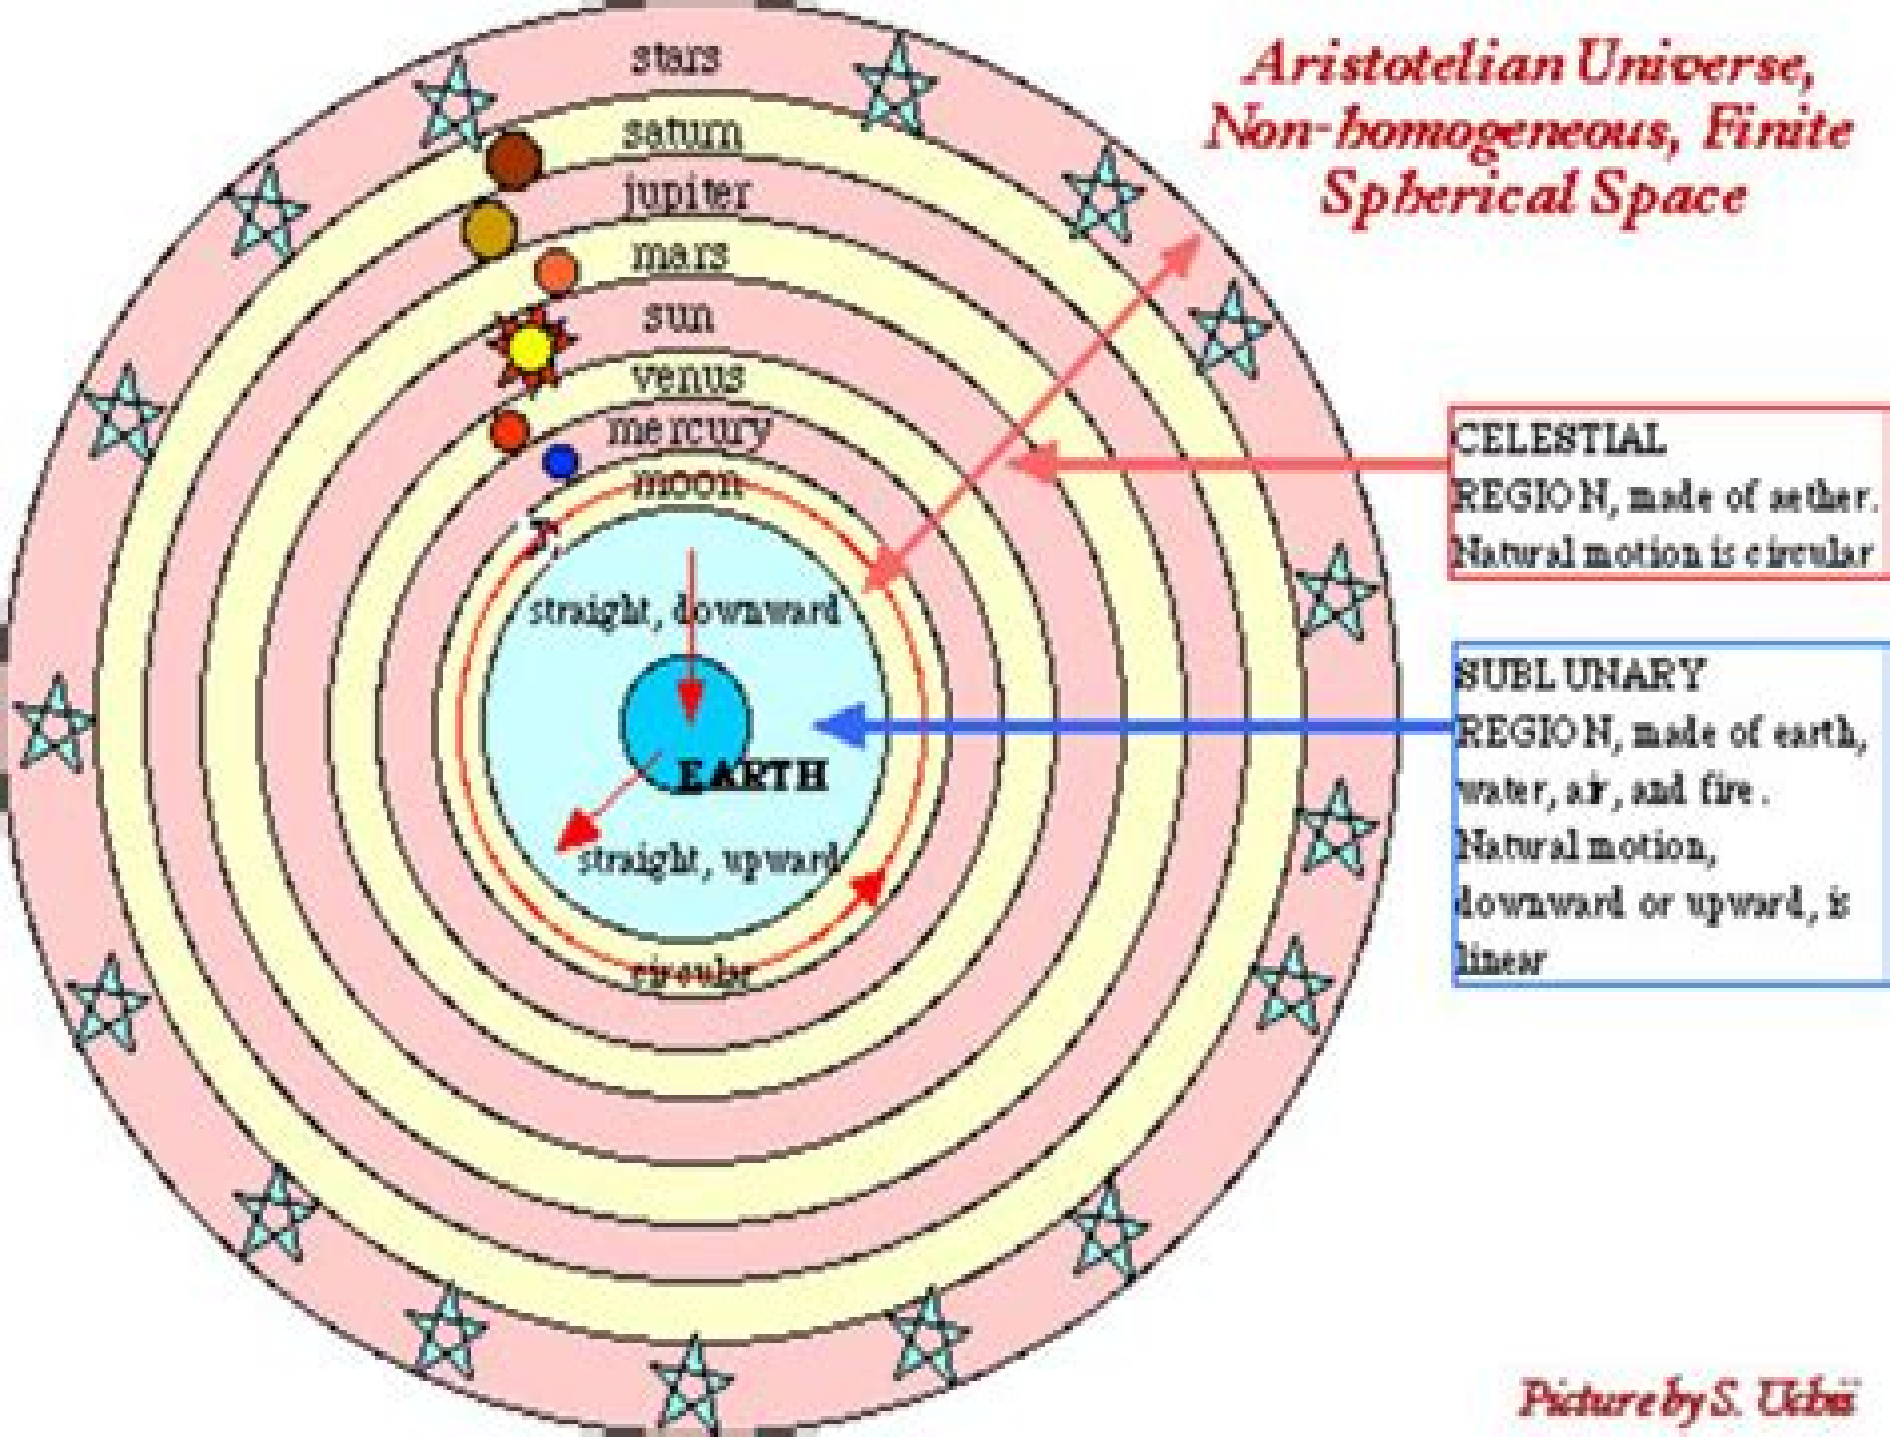 Aristotelian Universe,
Non-homogeneous, Finite
Spherical Space
stars
saturn
jupiter
mars
sun
venus
mercury
moon
straight, downward
EARTH
straight, upward
circular
CELESTIAL
REGION, made of aether.
Natural motion is circular
SUBLUNARY
REGION, made of earth,
water, air, and fire.
Natural motion,
downward or upward, is
linear
Picture by S. Uchii